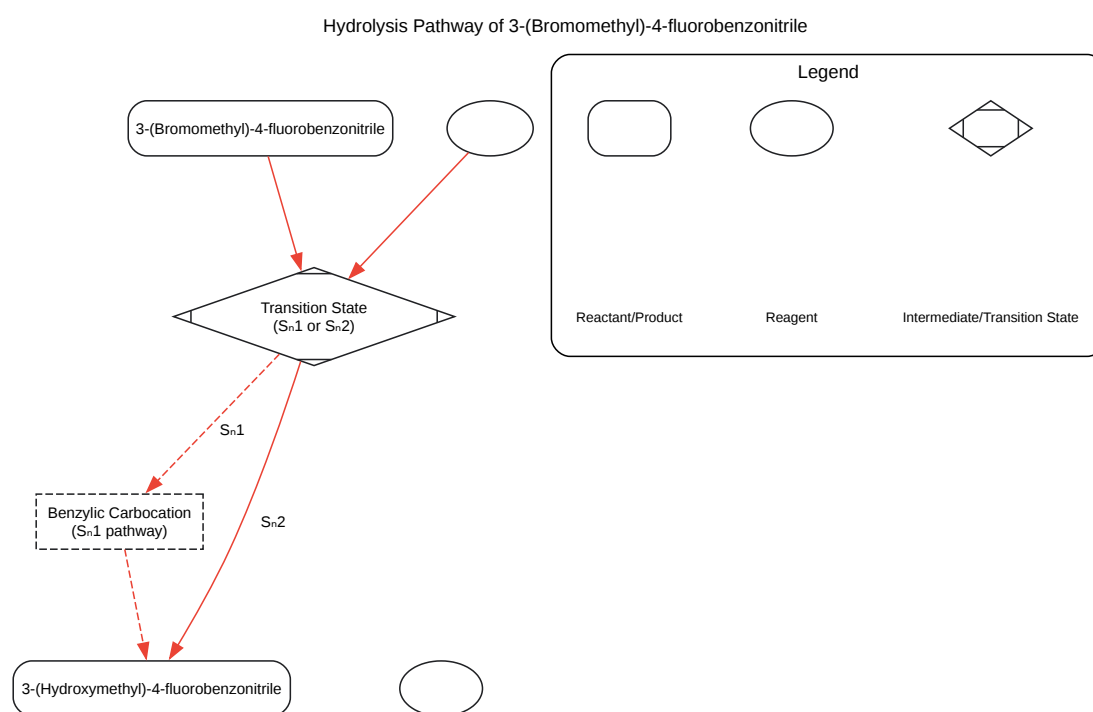 Hydrolysis Pathway of 3-(Bromomethyl)-4-fluorobenzonitrile
Legend
3-(Bromomethyl)-4-fluorobenzonitrile
Transition State
(Sₙ1 or Sₙ2)
Reactant/Product
Reagent
Intermediate/Transition State
Sₙ1
Benzylic Carbocation
(Sₙ1 pathway)
Sₙ2
3-(Hydroxymethyl)-4-fluorobenzonitrile